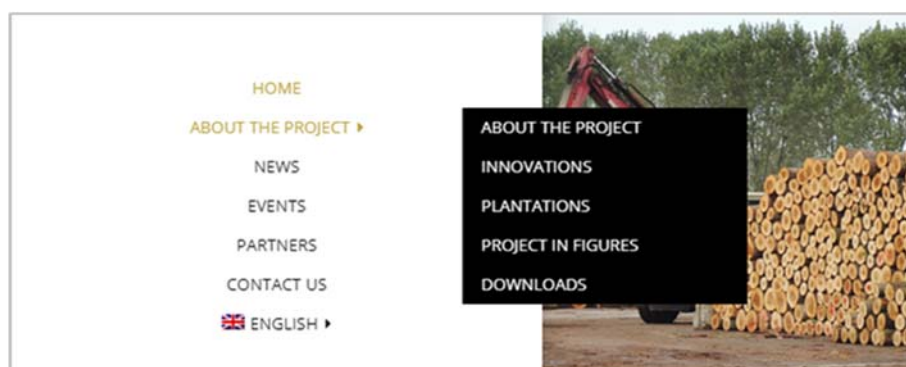 HOME
ABOUT THE PROJECT
NEWS
EVENTS
PARTNERS
CONTACT US
ENGLISH
ABOUT THE PROJECT
INNOVATIONS
PLANTATIONS
PROJECT IN FIGURES
DOWNLOADS